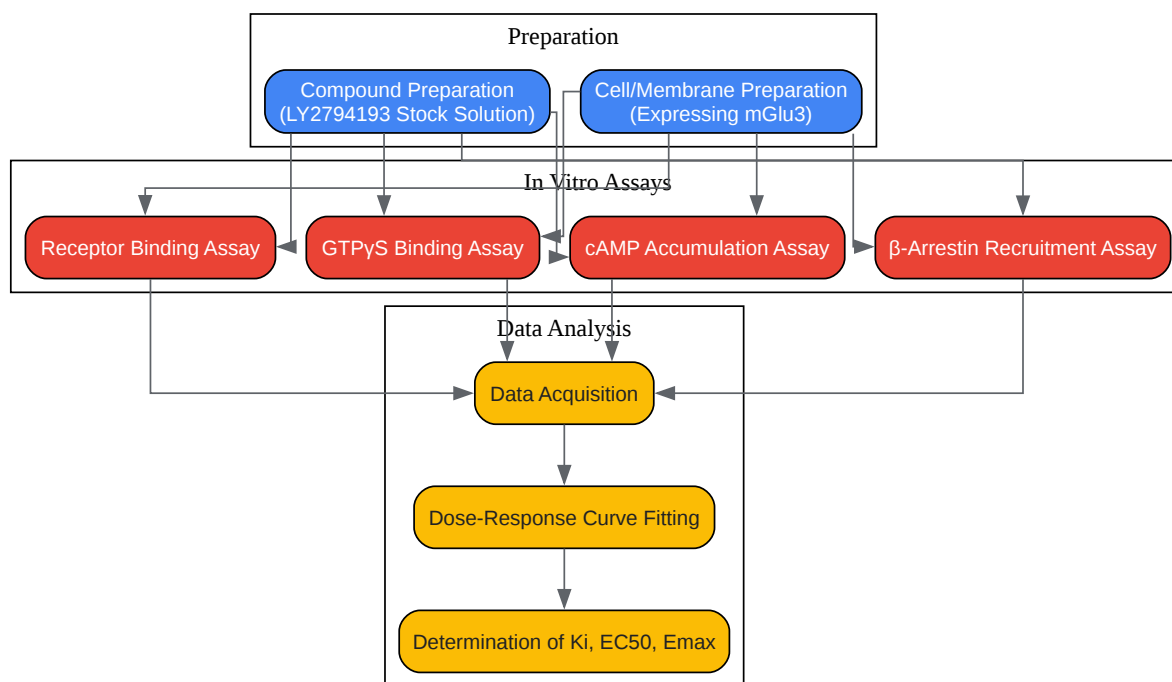 Preparation
Compound Preparation
(LY2794193 Stock Solution)
Cell/Membrane Preparation
(Expressing mGlu3)
In Vitro Assays
Receptor Binding Assay
GTPγS Binding Assay
cAMP Accumulation Assay
β-Arrestin Recruitment Assay
Data Analysis
Data Acquisition
Dose-Response Curve Fitting
Determination of Ki, EC50, Emax